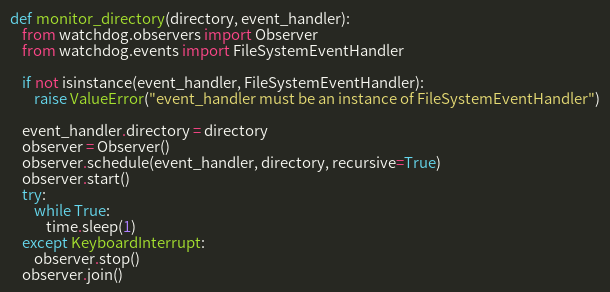 def monitor_directory(directory, event_handler):
    from watchdog.observers import Observer
    from watchdog.events import FileSystemEventHandler

    if not isinstance(event_handler, FileSystemEventHandler):
        raise ValueError("event_handler must be an instance of FileSystemEventHandler")

    event_handler.directory = directory
    observer = Observer()
    observer.schedule(event_handler, directory, recursive=True)
    observer.start()
    try:
        while True:
            time.sleep(1)
    except KeyboardInterrupt:
        observer.stop()
    observer.join()